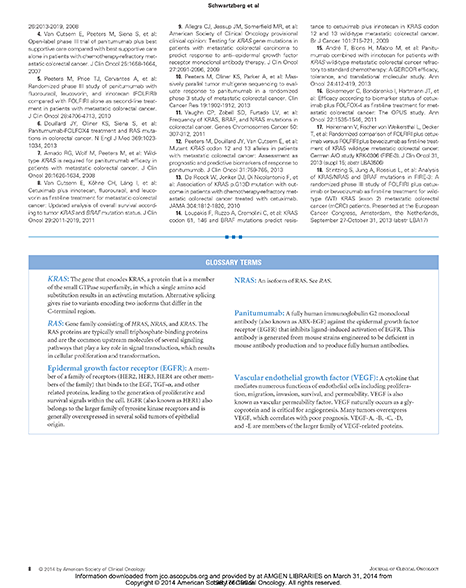 Schwartzberg et al
26:2013-2019, 2008
4. Van Cutsem E, Peeters M, Siena S, et al:
Open-label phase III trial of panitumumab plus best
supportive care compared with best supportive care
alone in patients with chemotherapy-refractory met-
astatic colorectal cancer. J Clin Oncol 25:1658-1664,
2007
5. Peeters M, Price TJ, Cervantes A, et al:
Randomized phase III study of panitumumab with
fluorouracil, leucovorin, and irinotecan (FOLFIRI)
compared with FOLFIRI alone as second-line treat-
ment in patients with metastatic colorectal cancer.
J Clin Oncol 28:4706-4713, 2010
6. Douillard JY, Oliner KS, Siena S, et al:
Panitumumab-FOLFOX4 treatment and RAS muta-
tions in colorectal cancer. N Engl J Med 369:1023-
1034, 2013
7. Amado RG, Wolf M, Peeters M, et al: Wild-
type KRAS is required for panitumumab efficacy in
patients with metastatic colorectal cancer. J Clin
Oncol 26:1626-1634, 2008
8. Van Cutsem E, Köhne CH, Láng I, et al:
Cetuximab plus irinotecan, fluorouracil, and leuco-
vorin as first-line treatment for metastatic colorectal
cancer: Updated analysis of overall survival accord-
ing to tumor KRAS and BRAF mutation status. J Clin
Oncol 29:2011-2019, 2011
9. Allegra CJ, Jessup JM, Somerfield MR, et al:
American Society of Clinical Oncology provisional
clinical opinion: Testing for KRAS gene mutations in
patients with metastatic colorectal carcinoma to
predict response to anti–epidermal growth factor
receptor monoclonal antibody therapy. J Clin Oncol
27:2091-2096, 2009
10. Peeters M, Oliner KS, Parker A, et al: Mas-
sively parallel tumor multigene sequencing to eval-
uate response to panitumumab in a randomized
phase 3 study of metastatic colorectal cancer. Clin
Cancer Res 19:1902-1912, 2013
11. Vaughn CP, Zobell SD, Furtado LV, et al:
Frequency of KRAS, BRAF, and NRAS mutations in
colorectal cancer. Genes Chromosomes Cancer 50:
307-312, 2011
12. Peeters M, Douillard JY, Van Cutsem E, et al:
Mutant KRAS codon 12 and 13 alleles in patients
with metastatic colorectal cancer: Assessment as
prognostic and predictive biomarkers of response to
panitumumab. J Clin Oncol 31:759-765, 2013
13. De Roock W, Jonker DJ, Di Nicolantonio F, et
al: Association of KRAS p.G13D mutation with out-
come in patients with chemotherapy-refractory met-
astatic colorectal cancer treated with cetuximab.
JAMA 304:1812-1820, 2010
14. Loupakis F, Ruzzo A, Cremolini C, et al: KRAS
codon 61, 146 and BRAF mutations predict resis-
tance to cetuximab plus irinotecan in KRAS codon
12 and 13 wild-type metastatic colorectal cancer.
Br J Cancer 101:715-721, 2009
15. André T, Blons H, Mabro M, et al: Panitu-
mumab combined with irinotecan for patients with
KRAS wild-type metastatic colorectal cancer refrac-
tory to standard chemotherapy: A GERCOR efficacy,
tolerance, and translational molecular study. Ann
Oncol 24:412-419, 2013
16. Bokemeyer C, Bondarenko I, Hartmann JT, et
al: Efficacy according to biomarker status of cetux-
imab plus FOLFOX-4 as first-line treatment for met-
astatic colorectal cancer: The OPUS study. Ann
Oncol 22:1535-1546, 2011
17. Heinemann V, Fischer von Weikersthal L, Decker
T, et al: Randomized comparison of FOLFIRI plus cetux-
imab versus FOLFIRI plus bevacizumab as first-line treat-
ment of KRAS wild-type metastatic colorectal cancer:
German AIO study KRK-0306 (FIRE-3). J Clin Oncol 31,
2013 (suppl 15; abstr LBA3506)
18. Stintzing S, Jung A, Rossius L, et al: Analysis
of KRAS/NRAS and BRAF mutations in FIRE-3: A
randomized phase III study of FOLFIRI plus cetux-
imab or bevacizumab as first-line treatment for wild-
type (WT) KRAS (exon 2) metastatic colorectal
cancer (mCRC) patients. Presented at the European
Cancer Congress, Amsterdam, the Netherlands,
September 27-October 31, 2013 (abstr LBA17)
GLOSSARY TERMS
KRAS: The gene that encodes KRAS, a protein that is a member
of the small GTPase superfamily, in which a single amino acid
substitution results in an activating mutation. Alternative splicing
gives rise to variants encoding two isoforms that differ in the
C-terminal region.
RAS: Gene family consisting of HRAS, NRAS, and KRAS. The
RAS proteins are typically small triphosphate-binding proteins
and are the common upstream molecules of several signaling
pathways that play a key role in signal transduction, which results
in cellular proliferation and transformation.
Epidermal growth factor receptor (EGFR): A mem-
ber of a family of receptors (HER2, HER3, HER4 are other mem-
bers of the family) that binds to the EGF, TGF-α, and other
related proteins, leading to the generation of proliferative and
survival signals within the cell. EGFR (also known as HER1) also
belongs to the larger family of tyrosine kinase receptors and is
generally overexpressed in several solid tumors of epithelial
origin.
NRAS: An isoform of RAS. See RAS.
Panitumumab: A fully human immunoglobulin G2 monoclonal
antibody (also known as ABX-EGF) against the epidermal growth factor
receptor (EGFR) that inhibits ligand-induced activation of EGFR. This
antibody is generated from mouse strains engineered to be deficient in
mouse antibody production and to produce fully human antibodies.
Vascular endothelial growth factor (VEGF): A cytokine that
mediates numerous functions of endothelial cells including prolifera-
tion, migration, invasion, survival, and permeability. VEGF is also
known as vascular permeability factor. VEGF naturally occurs as a gly-
coprotein and is critical for angiogenesis. Many tumors overexpress
VEGF, which correlates with poor prognosis. VEGF-A, -B, -C, -D,
and -E are members of the larger family of VEGF-related proteins.
8 © 2014 by American Society of Clinical Oncology
JOURNAL OF CLINICAL ONCOLOGY
Information downloaded from jco.ascopubs.org and provided by at AMGEN LIBRARIES on March 31, 2014 from
Copyright © 2014 American Society of Clinical Oncology. All rights reserved.